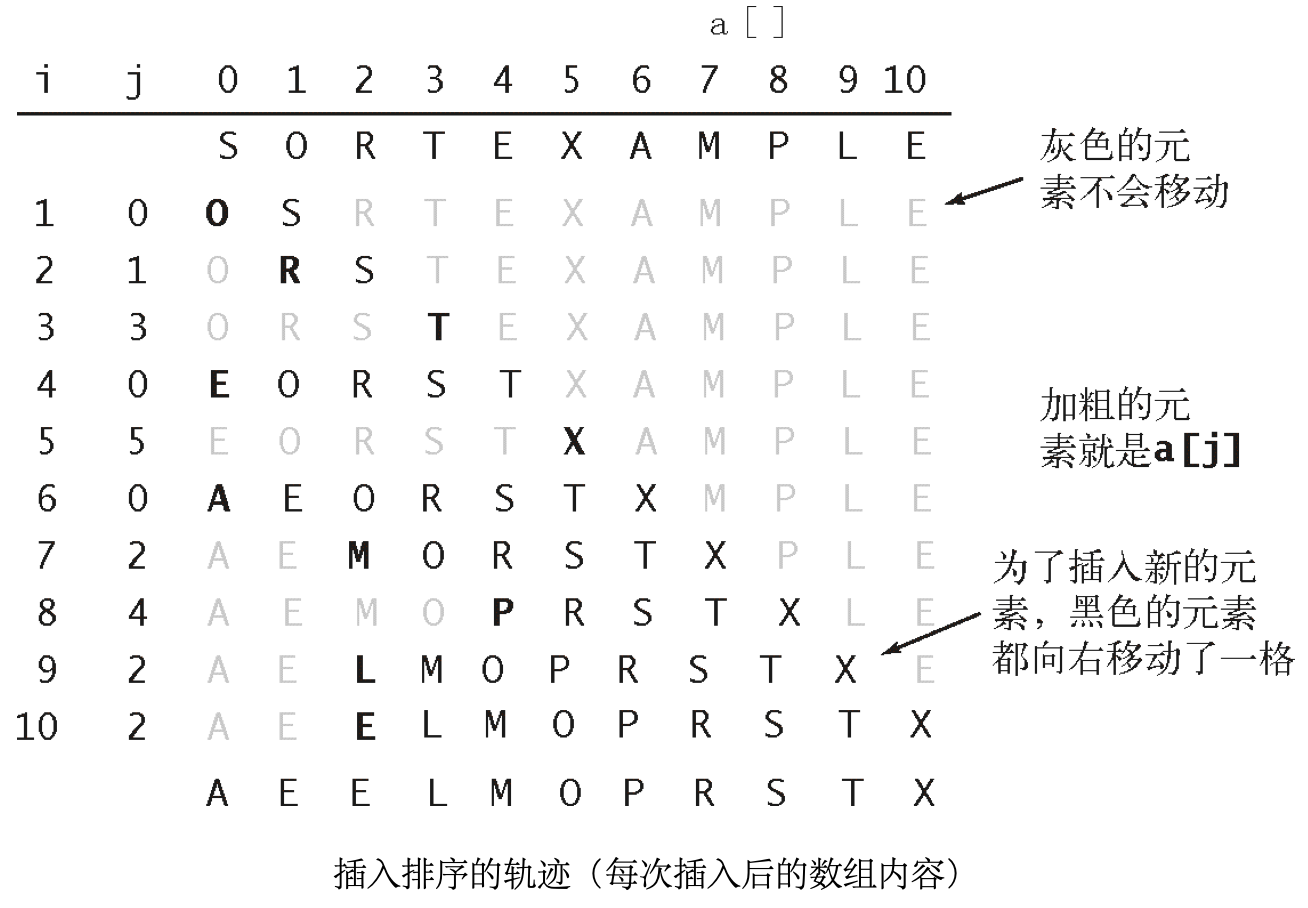 a[ ]
i j 0 1 2 3 4 5 6 7 8 9 10
S O R T E X A M P L E
灰色的元
素不会移动
1 0 O S R T E X A M P L E
2 1 O R S T E X A M P L E
3 3 O R S T E X A M P L E
4 0 E O R S T X A M P L E
加粗的元
素就是a[j]
5 5 E O R S T X A M P L E
6 0 A E O R S T X M P L E
7 2 A E M O R S T X P L E
为了插入新的元
素，黑色的元素
都向右移动了一格
8 4 A E M O P R S T X L E
9 2 A E L M O P R S T X E
10 2 A E E L M O P R S T X
A E E L M O P R S T X
插入排序的轨迹（每次插入后的数组内容）